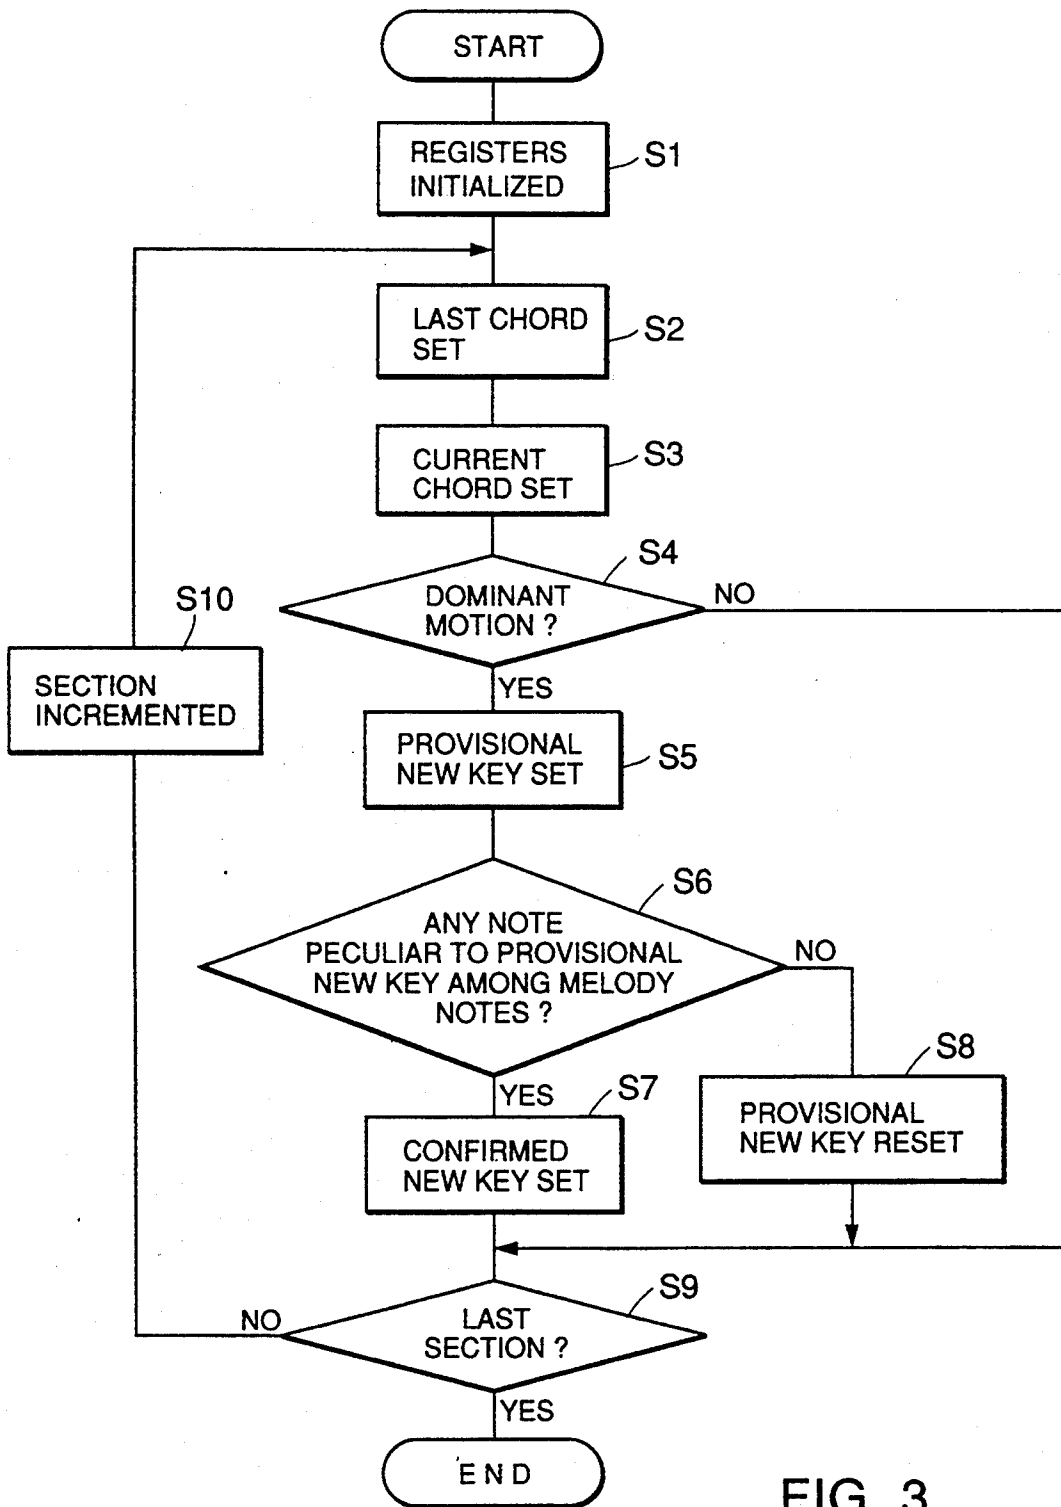 START
REGISTERS
INITIALIZED
S1
LAST CHORD
SET
S2
CURRENT
CHORD SET
S3
S4
DOMINANT
MOTION ?
NO
YES
S10
SECTION
INCREMENTED
PROVISIONAL
NEW KEY SET
S5
S6
ANY NOTE
PECULIAR TO PROVISIONAL
NEW KEY AMONG MELODY
NOTES ?
NO
YES
S7
CONFIRMED
NEW KEY SET
S8
PROVISIONAL
NEW KEY RESET
S9
LAST
SECTION ?
NO
YES
END
FIG. 3